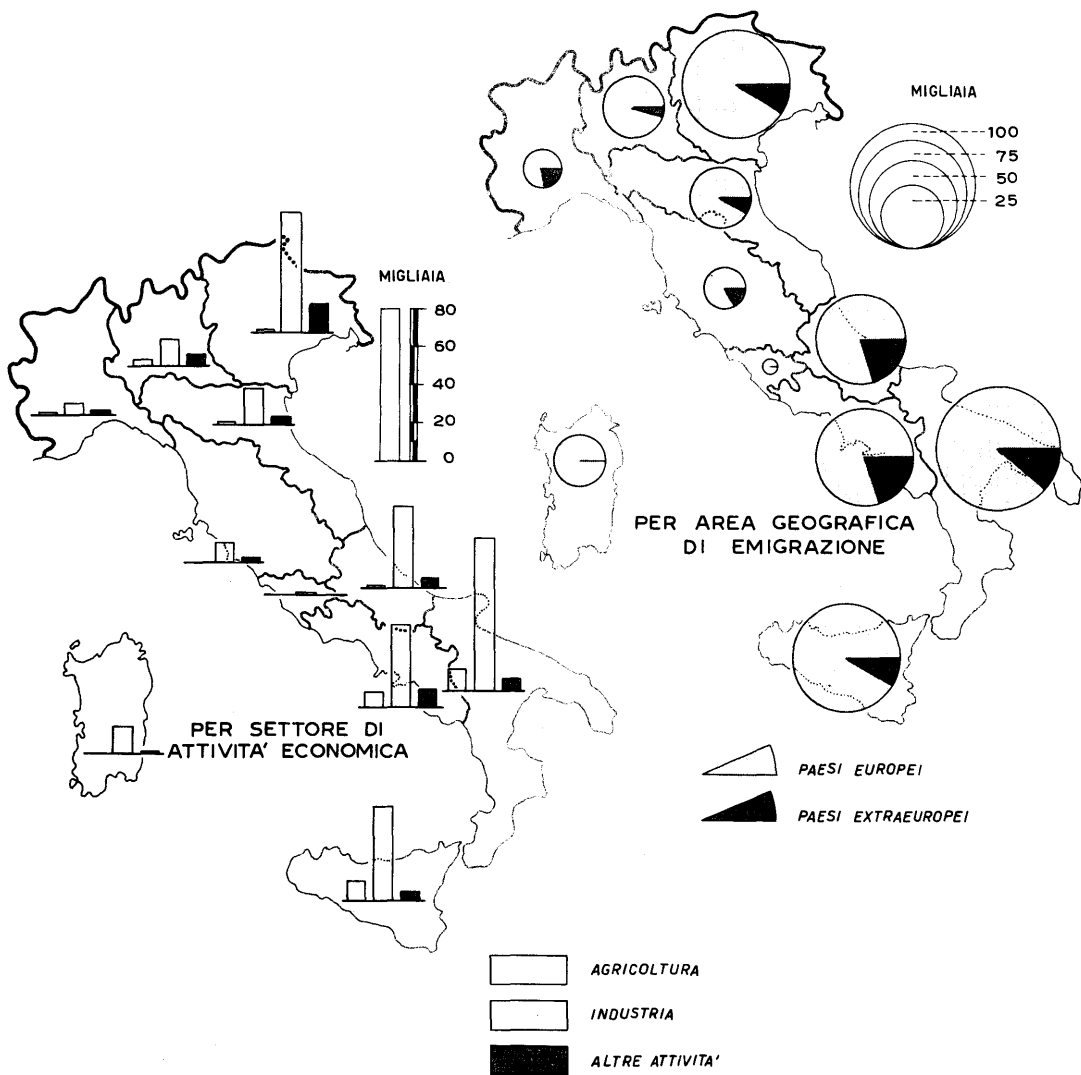 MIGLIAIA
100
75
50
25
MIGLIAIA
80
60
40
20
0
PER AREA GEOGRAFICA
DI EMIGRAZIONE
PER SETTORE DI
ATTIVITA' ECONOMICA
PAESI EUROPEI
PAESI EXTRAEUROPEI
AGRICOLTURA
INDUSTRIA
ALTRE ATTIVITA'